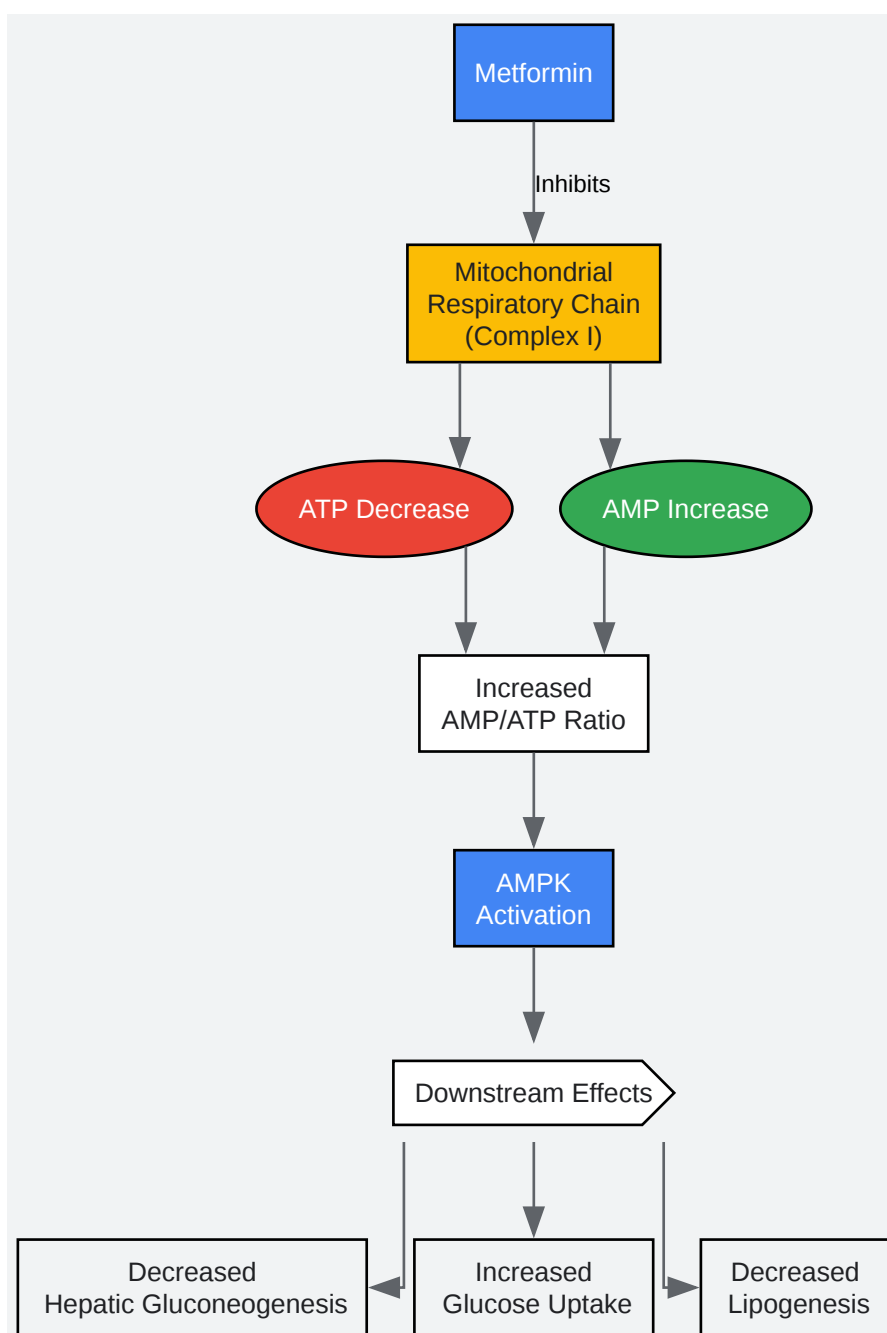 Metformin
Inhibits
Mitochondrial
Respiratory Chain
(Complex I)
ATP Decrease
AMP Increase
Increased
AMP/ATP Ratio
AMPK
Activation
Downstream Effects
Decreased
Hepatic Gluconeogenesis
Increased
Glucose Uptake
Decreased
Lipogenesis